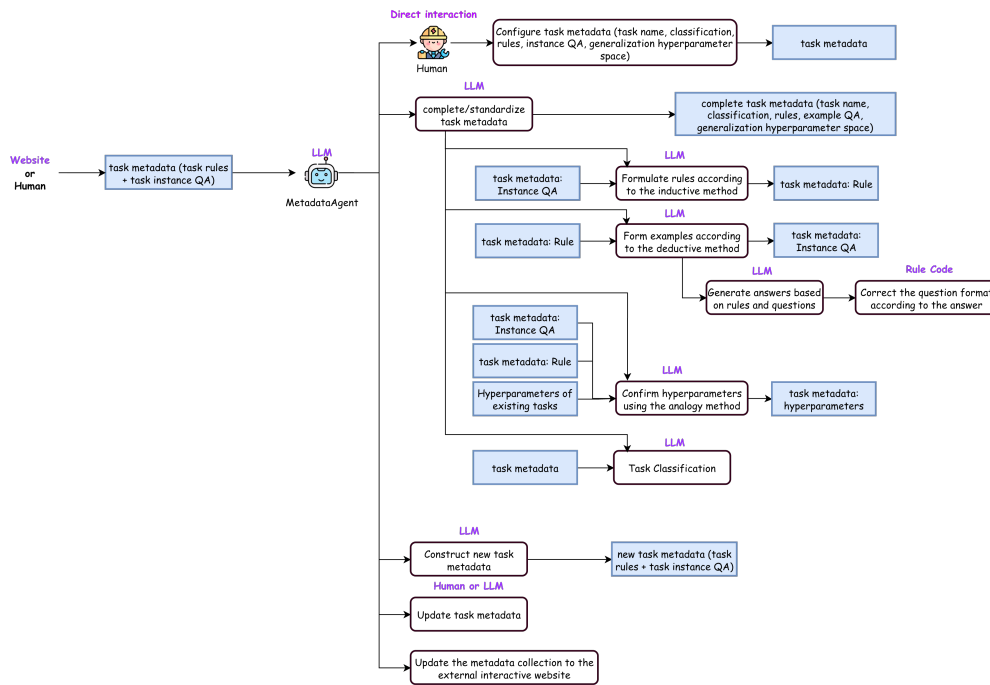 Direct interaction
Human
Configure task metadata (task name, classification,
rules, instance QA, generalization hyperparameter
space)
task metadata
LLM
complete/standardize
task metadata
complete task metadata (task name,
classification, rules, example QA,
generalization hyperparameter space)
Website
or
Human
task metadata (task rules
+ task instance QA)
LLM
MetadataAgent
LLM
task metadata:
Instance QA
Formulate rules according
to the inductive method
task metadata: Rule
LLM
task metadata: Rule
Form examples according
to the deductive method
task metadata:
Instance QA
LLM
Generate answers based
on rules and questions
Rule Code
Correct the question format
according to the answer
task metadata:
Instance QA
task metadata: Rule
Hyperparameters of
existing tasks
LLM
Confirm hyperparameters
using the analogy method
task metadata:
hyperparameters
LLM
task metadata
Task Classification
LLM
Construct new task
metadata
new task metadata (task
rules + task instance QA)
Human or LLM
Update task metadata
Update the metadata collection to the
external interactive website